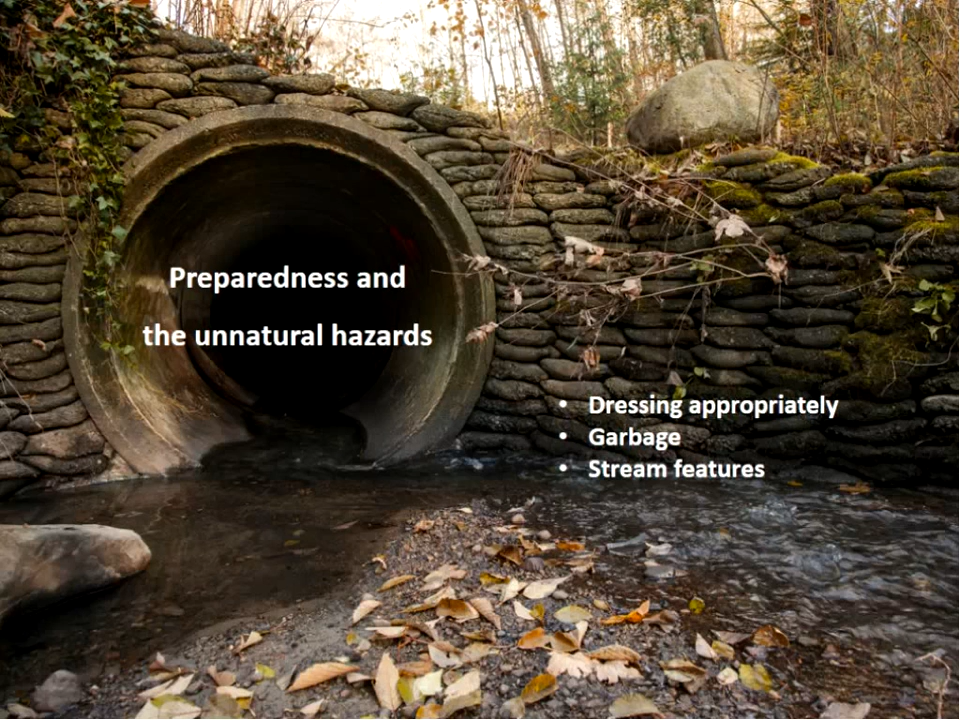 Preparedness and
the unnatural hazards
• Dressing appropriately
• Garbage
• Stream features